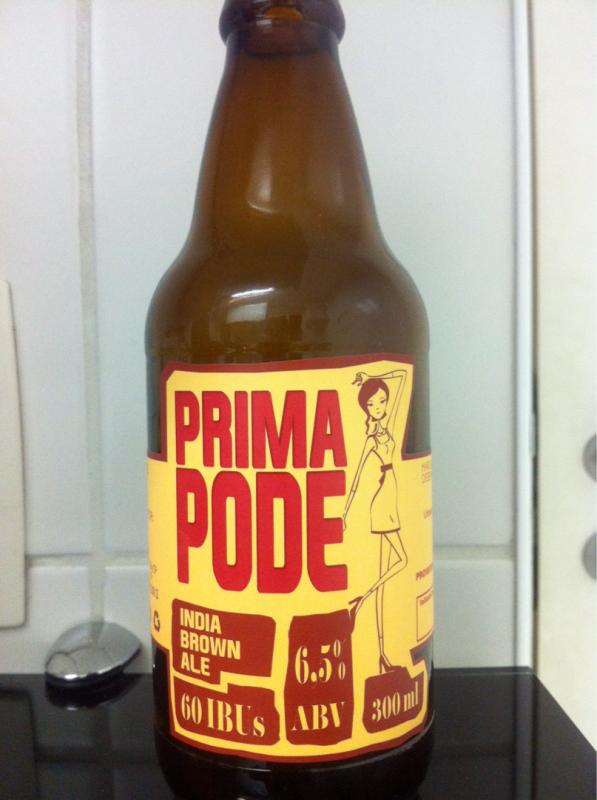 PRIMA
PODE
INDIA
BROWN
ALE
6.5%
60 IBUs
ABV
300 ml